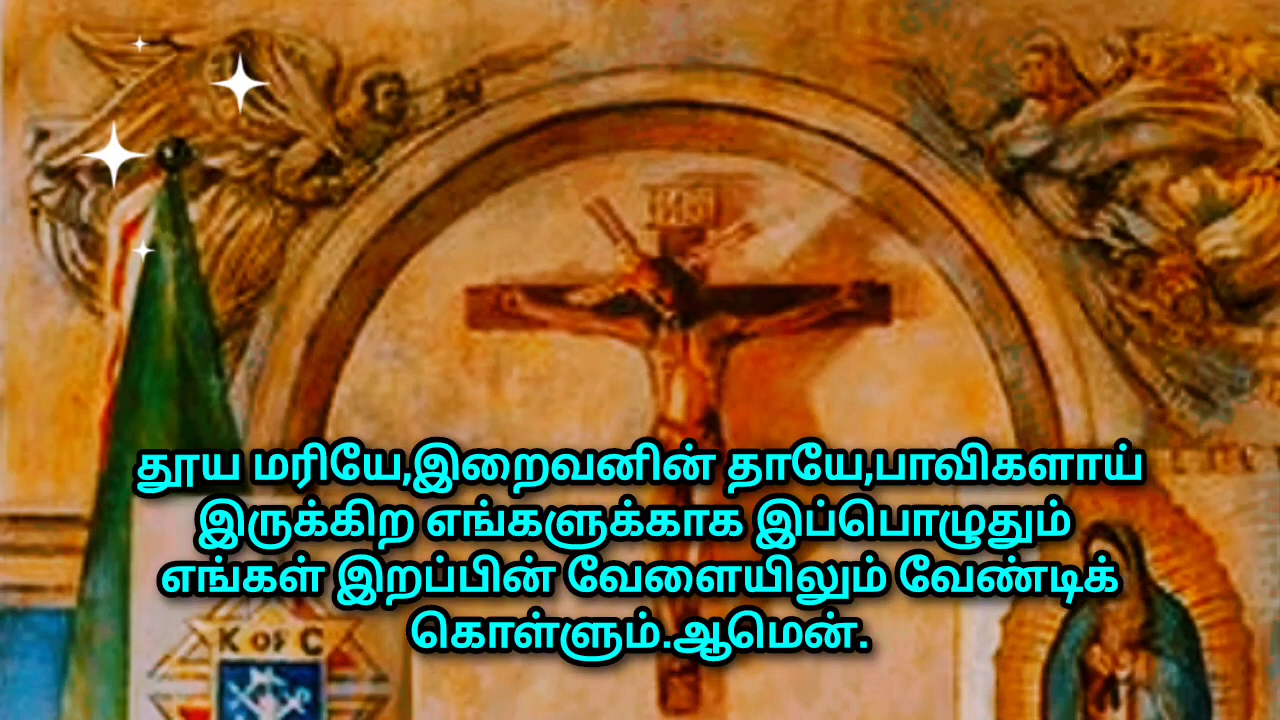 தூய மரியே,இறைவனின் தாயே,பாவிகளாய்
இருக்கிற எங்களுக்காக இப்பொழுதும்
எங்கள் இறப்பின் வேளையிலும் வேண்டிக்
கொள்ளும்.ஆமென்.
K OF C